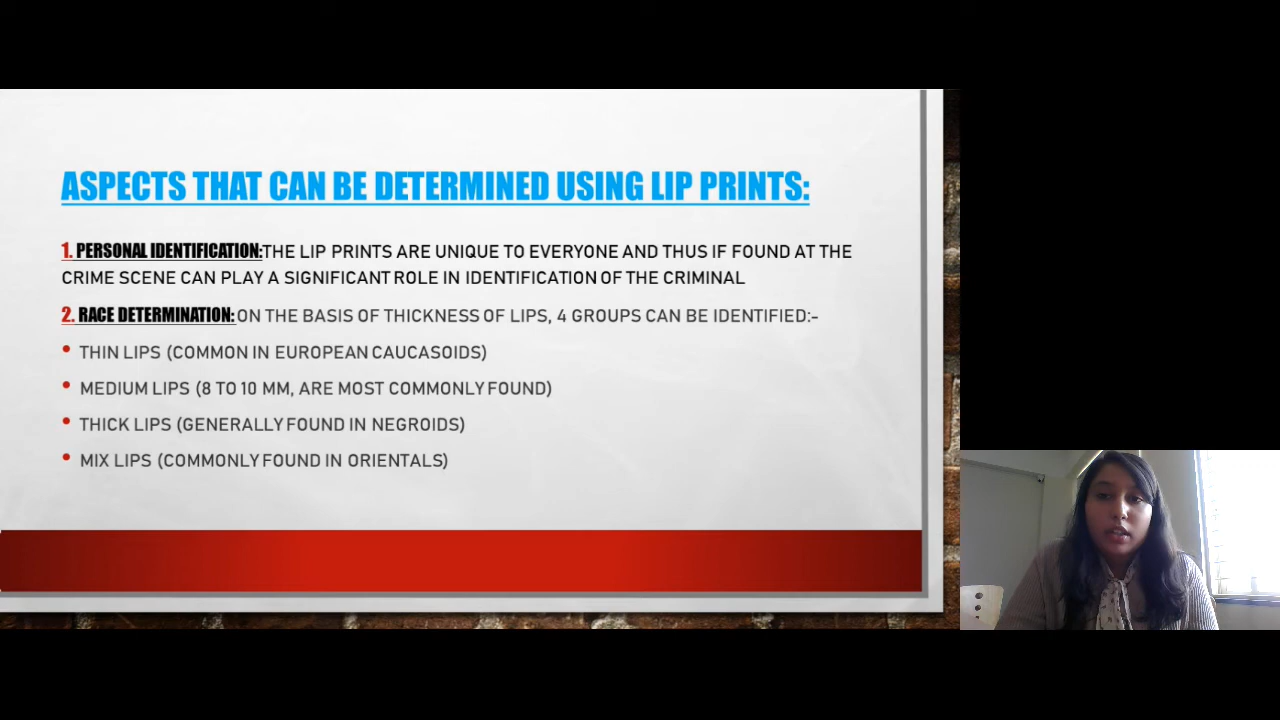 ASPECTS THAT CAN BE DETERMINED USING LIP PRINTS:
1. PERSONAL IDENTIFICATION:THE LIP PRINTS ARE UNIQUE TO EVERYONE AND THUS IF FOUND AT THE
CRIME SCENE CAN PLAY A SIGNIFICANT ROLE IN IDENTIFICATION OF THE CRIMINAL
2. RACE DETERMINATION: ON THE BASIS OF THICKNESS OF LIPS, 4 GROUPS CAN BE IDENTIFIED:-
• THIN LIPS (COMMON IN EUROPEAN CAUCASOIDS)
• MEDIUM LIPS (8 TO 10 MM, ARE MOST COMMONLY FOUND)
• THICK LIPS (GENERALLY FOUND IN NEGROIDS)
• MIX LIPS (COMMONLY FOUND IN ORIENTALS)